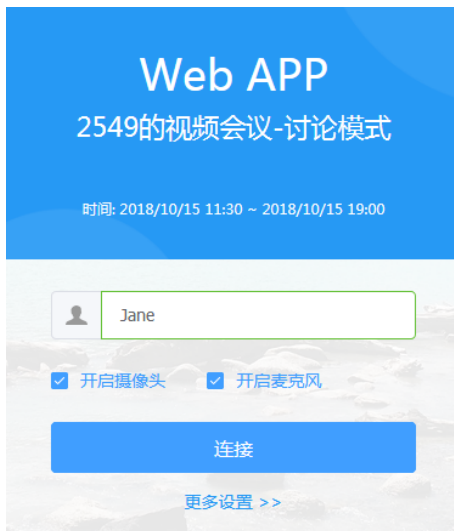 Web APP
2549的视频会议-讨论模式
时间: 2018/10/15 11:30 ~ 2018/10/15 19:00
Jane
开启摄像头 开启麦克风
连接
更多设置 >>